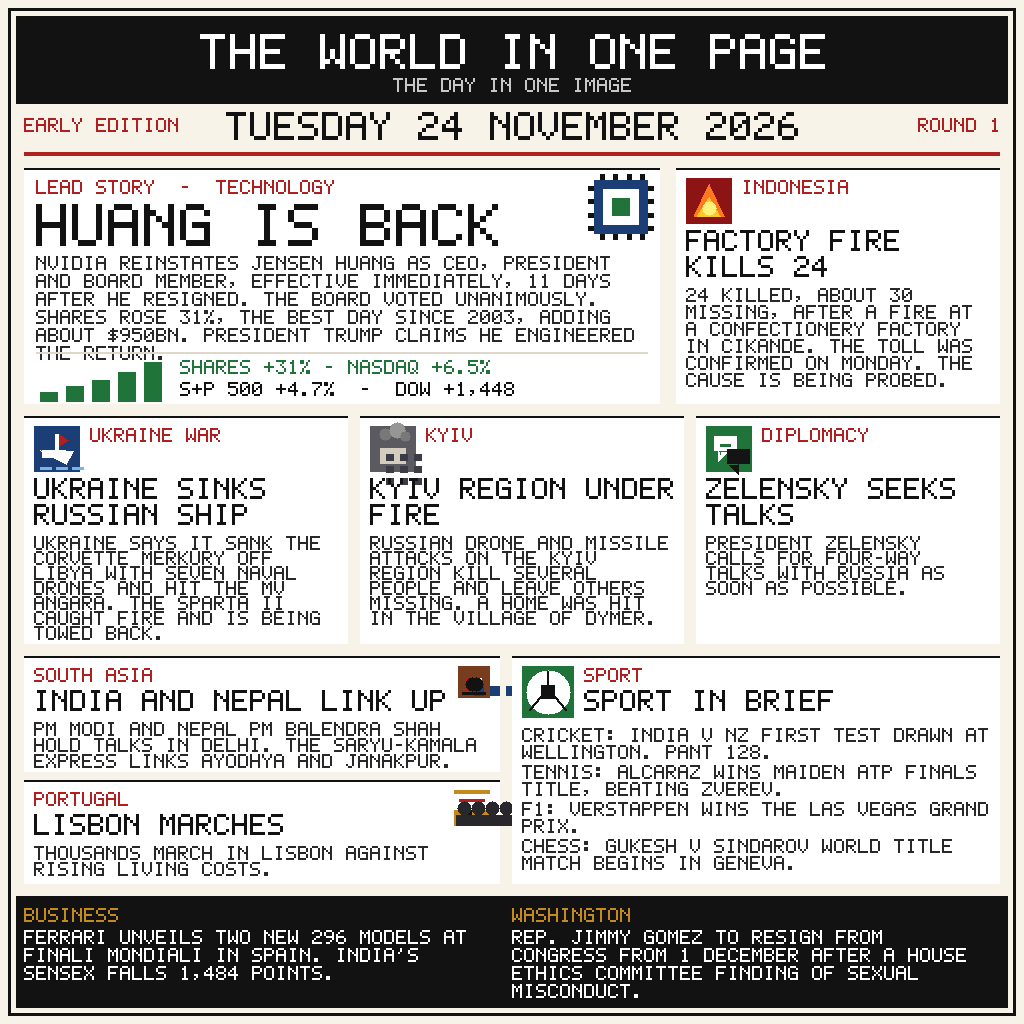 THE WORLD IN ONE PAGE
THE DAY IN ONE IMAGE
EARLY EDITION
TUESDAY 24 NOVEMBER 2026
ROUND 1
LEAD STORY - TECHNOLOGY
HUANG IS BACK
NVIDIA REINSTATES JENSEN HUANG AS CEO, PRESIDENT
AND BOARD MEMBER, EFFECTIVE IMMEDIATELY, 11 DAYS
AFTER HE RESIGNED. THE BOARD VOTED UNANIMOUSLY.
SHARES ROSE 31%, THE BEST DAY SINCE 2003, ADDING
ABOUT $950BN. PRESIDENT TRUMP CLAIMS HE ENGINEERED
THE RETURN.
SHARES +31% - NASDAQ +6.5%
S+P 500 +4.7% - DOW +1,448
INDONESIA
FACTORY FIRE
KILLS 24
24 KILLED, ABOUT 30
MISSING, AFTER A FIRE AT
A CONFECTIONERY FACTORY
IN CIKANDE. THE TOLL WAS
CONFIRMED ON MONDAY. THE
CAUSE IS BEING PROBED.
UKRAINE WAR
UKRAINE SINKS
RUSSIAN SHIP
UKRAINE SAYS IT SANK THE
CORVETTE MERKURY OFF
LIBYA WITH SEVEN NAVAL
DRONES AND HIT THE MV
ANGARA. THE SPARTA II
CAUGHT FIRE AND IS BEING
TOWED BACK.
KYIV
KYIV REGION UNDER
FIRE
RUSSIAN DRONE AND MISSILE
ATTACKS ON THE KYIV
REGION KILL SEVERAL
PEOPLE AND LEAVE OTHERS
MISSING. A HOME WAS HIT
IN THE VILLAGE OF DYMER.
DIPLOMACY
ZELENSKY SEEKS
TALKS
PRESIDENT ZELENSKY
CALLS FOR FOUR-WAY
TALKS WITH RUSSIA AS
SOON AS POSSIBLE.
SOUTH ASIA
INDIA AND NEPAL LINK UP
PM MODI AND NEPAL PM BALENDRA SHAH
HOLD TALKS IN DELHI. THE SARYU-KAMALA
EXPRESS LINKS AYODHYA AND JANAKPUR.
PORTUGAL
LISBON MARCHES
THOUSANDS MARCH IN LISBON AGAINST
RISING LIVING COSTS.
SPORT
SPORT IN BRIEF
CRICKET: INDIA V NZ FIRST TEST DRAWN AT
WELLINGTON. PANT 128.
TENNIS: ALCARAZ WINS MAIDEN ATP FINALS
TITLE, BEATING ZVEREV.
F1: VERSTAPPEN WINS THE LAS VEGAS GRAND
PRIX.
CHESS: GUKESH V SINDAROV WORLD TITLE
MATCH BEGINS IN GENEVA.
BUSINESS
FERRARI UNVEILS TWO NEW 296 MODELS AT
FINALI MONDIALI IN SPAIN. INDIA'S
SENSEX FALLS 1,484 POINTS.
WASHINGTON
REP. JIMMY GOMEZ TO RESIGN FROM
CONGRESS FROM 1 DECEMBER AFTER A HOUSE
ETHICS COMMITTEE FINDING OF SEXUAL
MISCONDUCT.